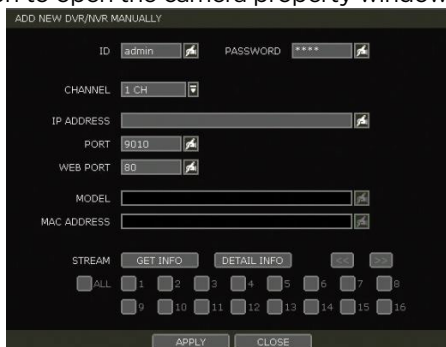 to open the camera property window
ADD NEW DVR/NVR MANUALLY
ID admin PASSWORD ****
CHANNEL 1 CH
IP ADDRESS
PORT 9010
WEB PORT 80
MODEL
MAC ADDRESS
STREAM GET INFO DETAIL INFO << >>
ALL 1 2 3 4 5 6 7 8
9 10 11 12 13 14 15 16
APPLY CLOSE